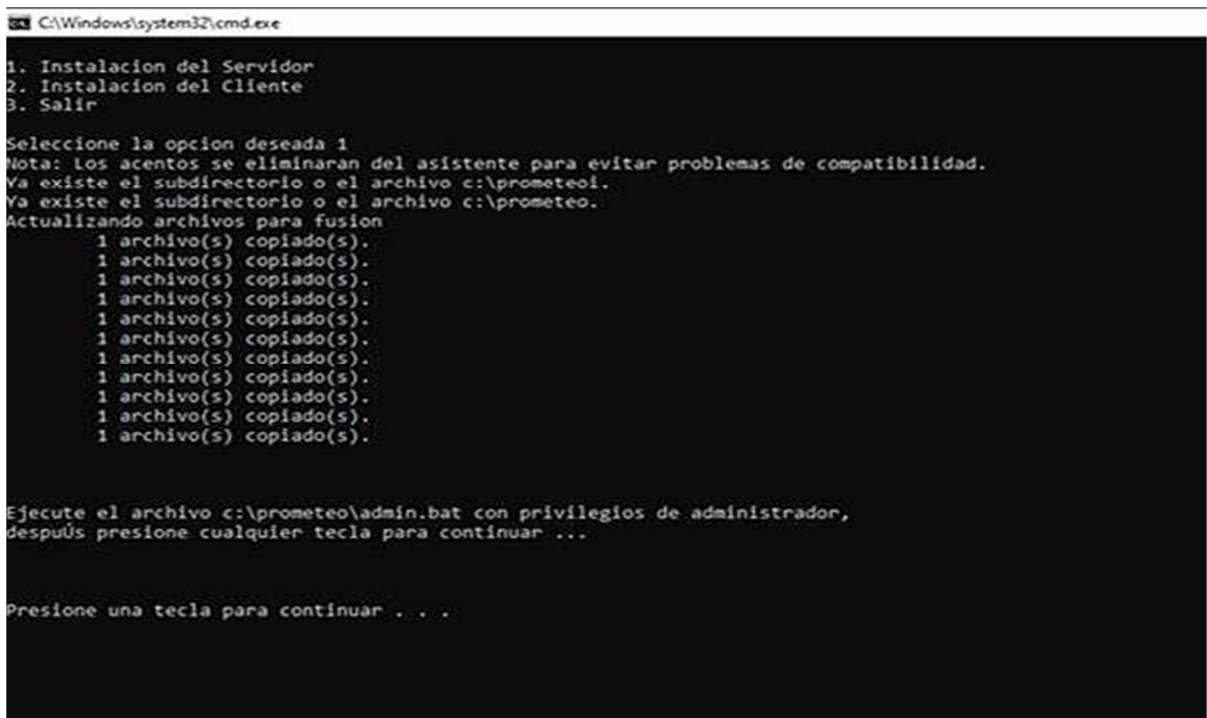 C:\Windows\system32\cmd.exe
1. Instalacion del Servidor
2. Instalacion del Cliente
3. Salir
Seleccione la opcion deseada 1
Nota: Los acentos se eliminaran del asistente para evitar problemas de compatibilidad.
Ya existe el subdirectorio o el archivo c:\prometeoi.
Ya existe el subdirectorio o el archivo c:\prometeo.
Actualizando archivos para fusion
1 archivo(s) copiado(s).
1 archivo(s) copiado(s).
1 archivo(s) copiado(s).
1 archivo(s) copiado(s).
1 archivo(s) copiado(s).
1 archivo(s) copiado(s).
1 archivo(s) copiado(s).
1 archivo(s) copiado(s).
1 archivo(s) copiado(s).
1 archivo(s) copiado(s).
1 archivo(s) copiado(s).
Ejecute el archivo c:\prometeo\admin.bat con privilegios de administrador,
despuÚs presione cualquier tecla para continuar ...
Presione una tecla para continuar . . .